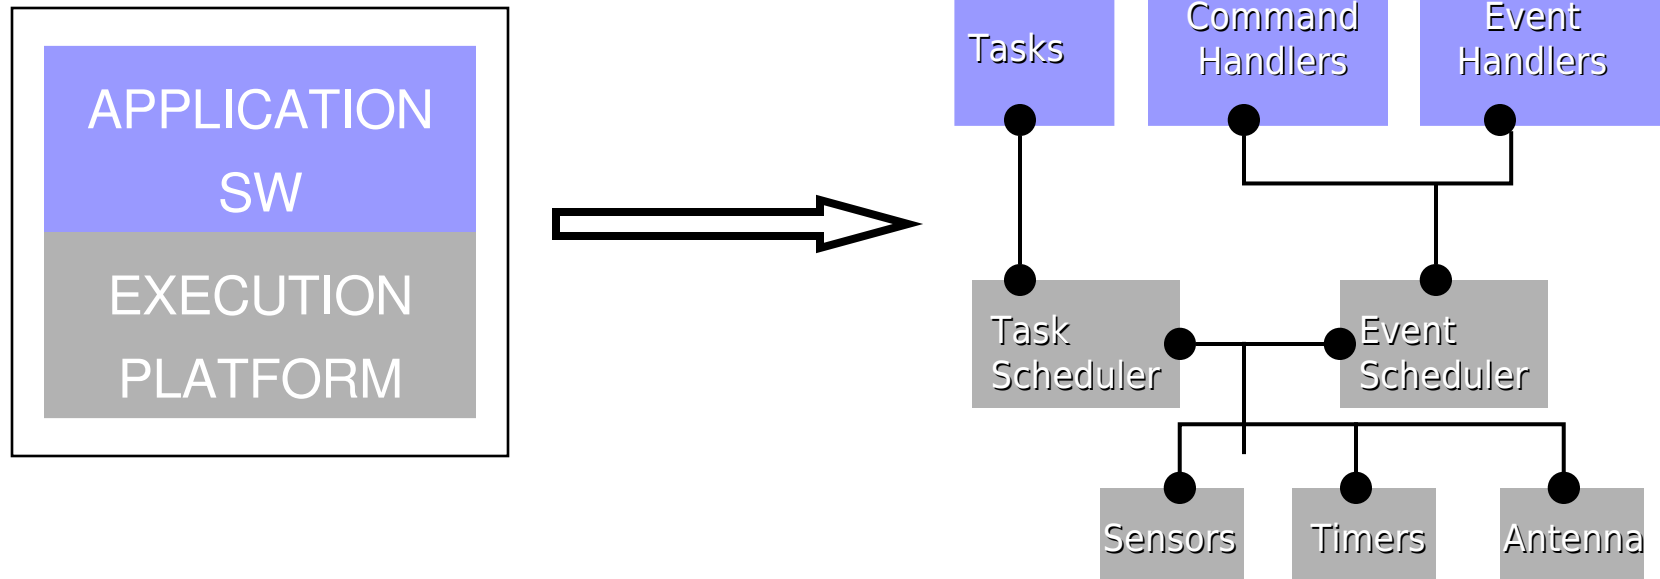 APPLICATION
SW
EXECUTION
PLATFORM
Tasks
Command
Handlers
Event
Handlers
Task
Scheduler
Event
Scheduler
Sensors
Timers
Antenna